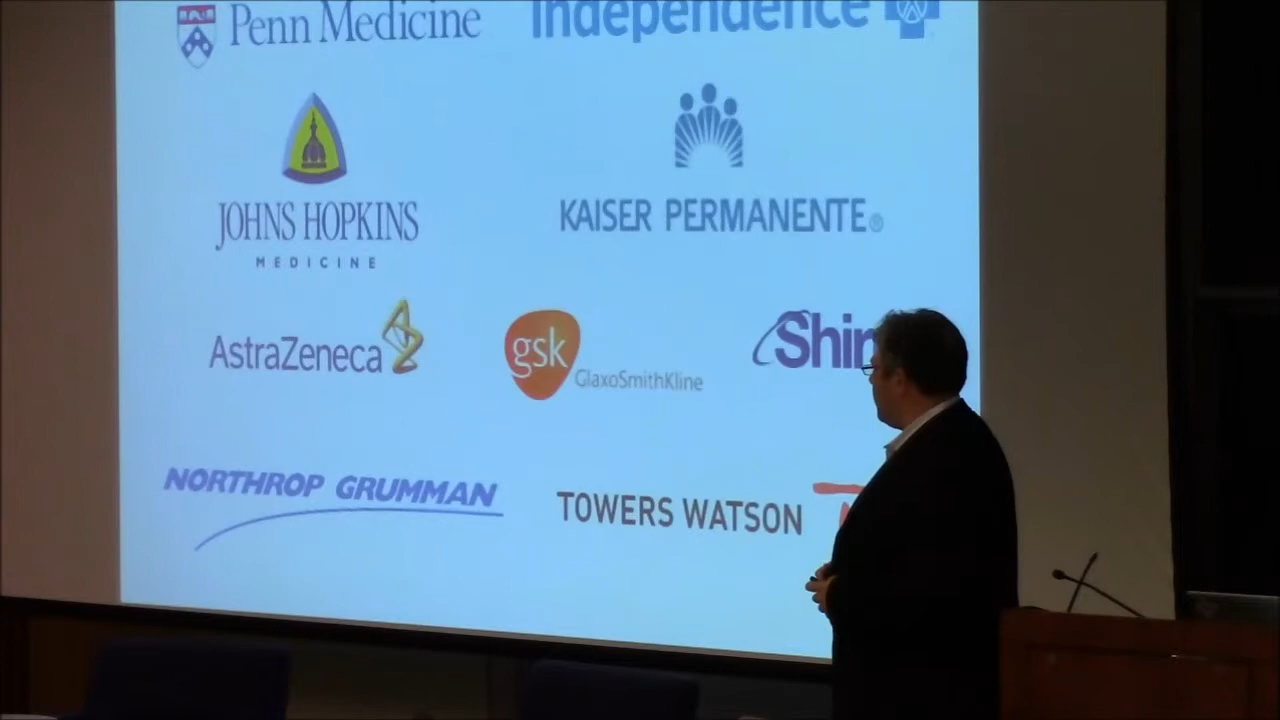 Penn Medicine
Independence
JOHNS HOPKINS
MEDICINE
KAISER PERMANENTE®
AstraZeneca
gsk
GlaxoSmithKline
NORTHROP GRUMMAN
TOWERS WATSON